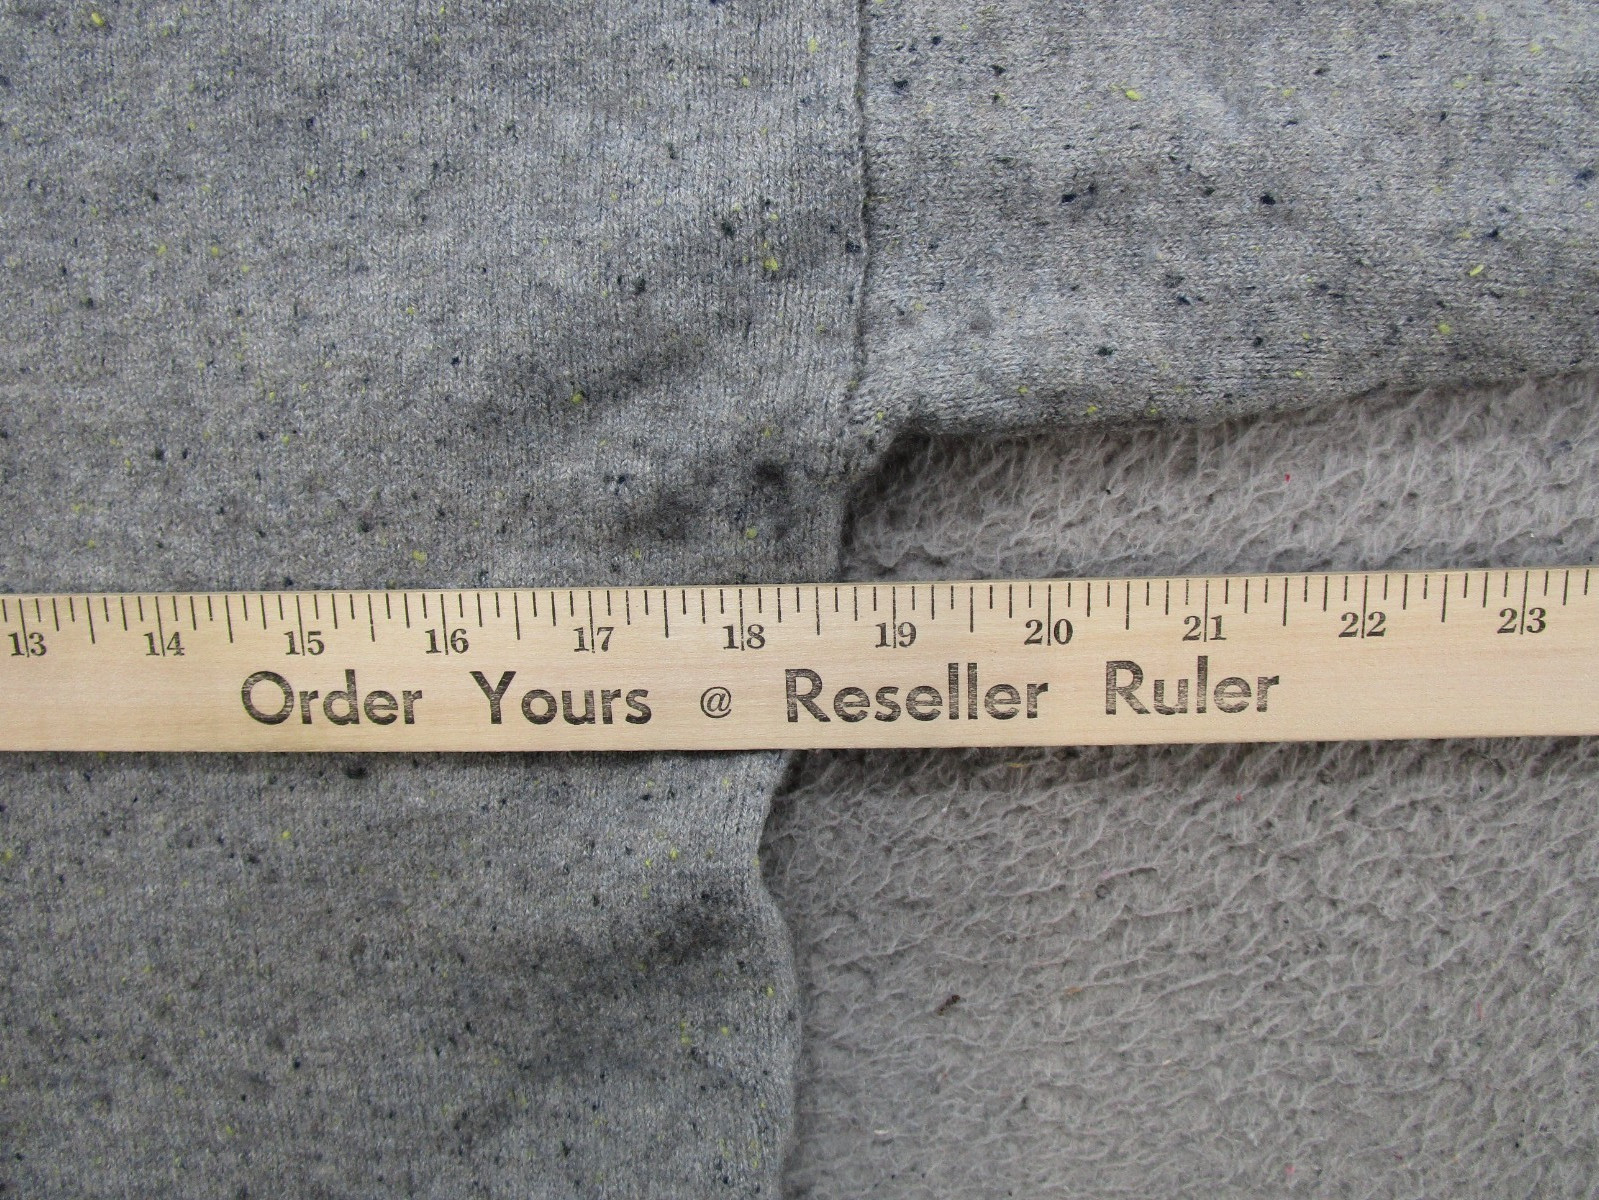 13 14 15 16 17 18 19 20 21 22 23
Order Yours @ Reseller Ruler